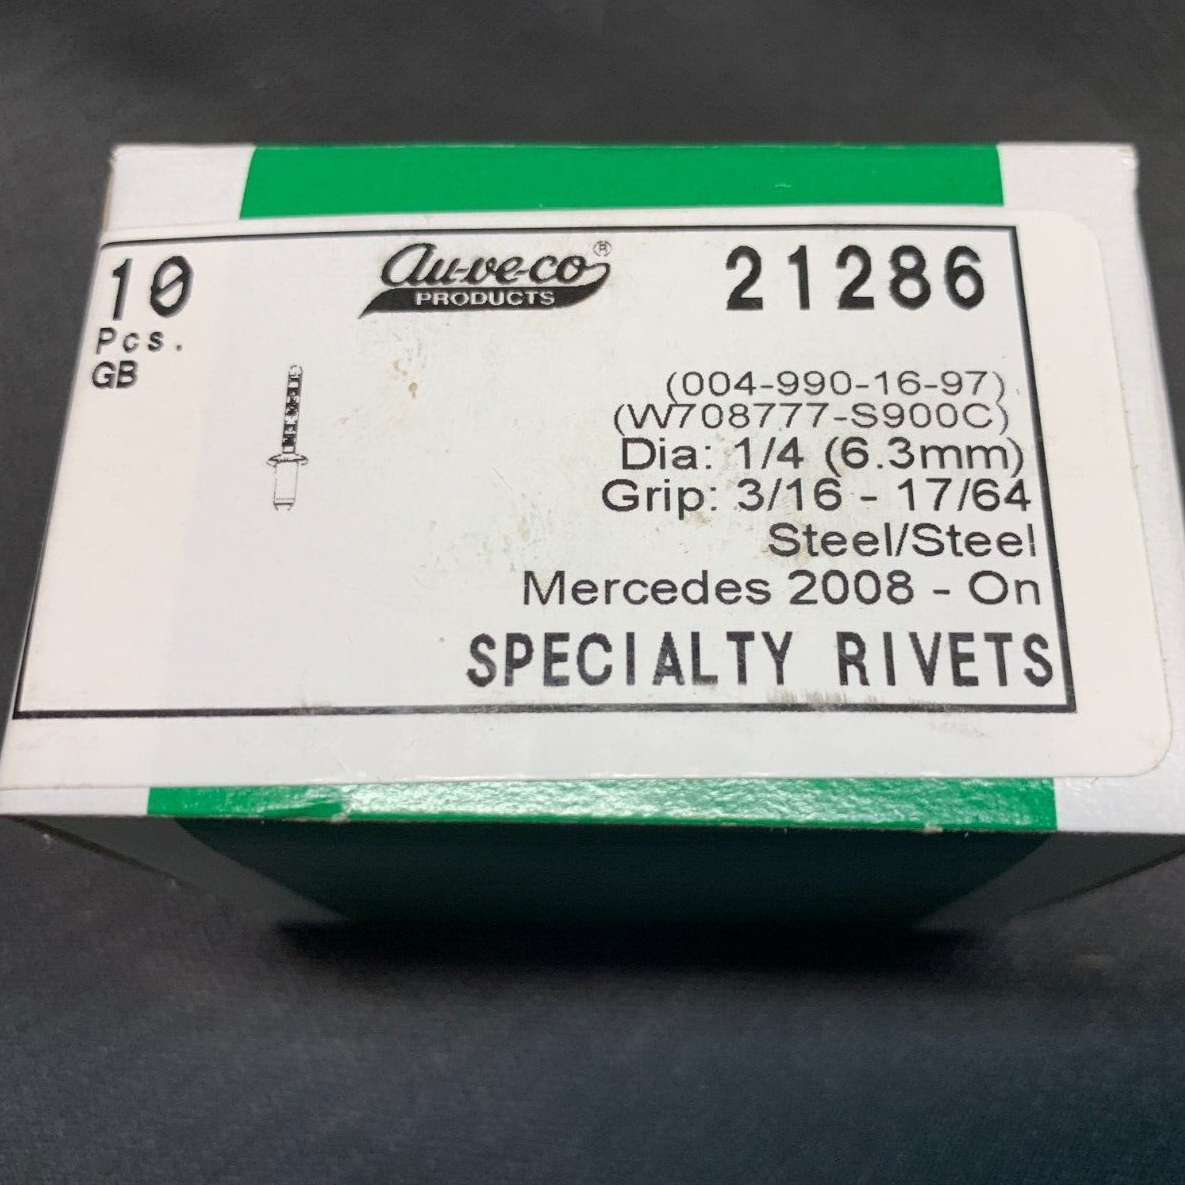 10
Pcs.
GB
au-ve-co®
PRODUCTS
21286
(004-990-16-97)
(W708777-S900C)
Dia: 1/4 (6.3mm)
Grip: 3/16 - 17/64
Steel/Steel
Mercedes 2008 - On
SPECIALTY RIVETS